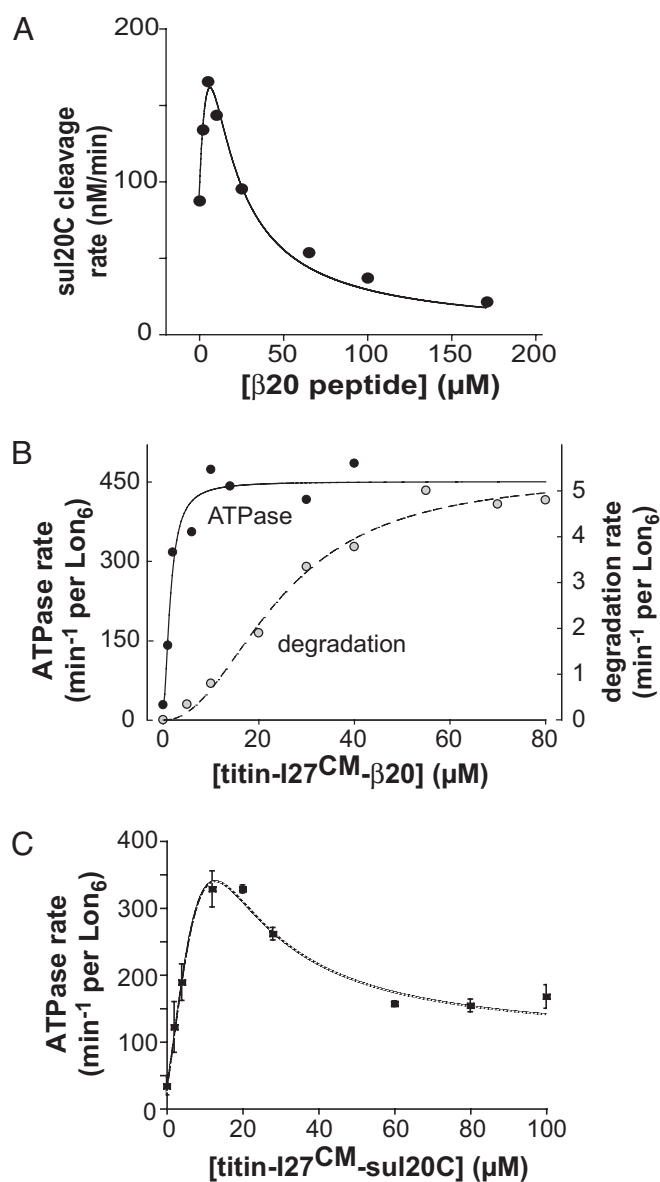 A
200
100
0
sul20C cleavage
rate (nM/min)
0 50 100 150 200
[β20 peptide] (µM)
B
450
300
150
0
ATPase rate
(min-1 per Lon6)
ATPase
degradation
5
4
3
2
1
0
degradation rate
(min-1 per Lon6)
0 20 40 60 80
[titin-I27CM-β20] (µM)
C
400
300
200
100
0
ATPase rate
(min-1 per Lon6)
0 20 40 60 80 100
[titin-I27CM-sul20C] (µM)